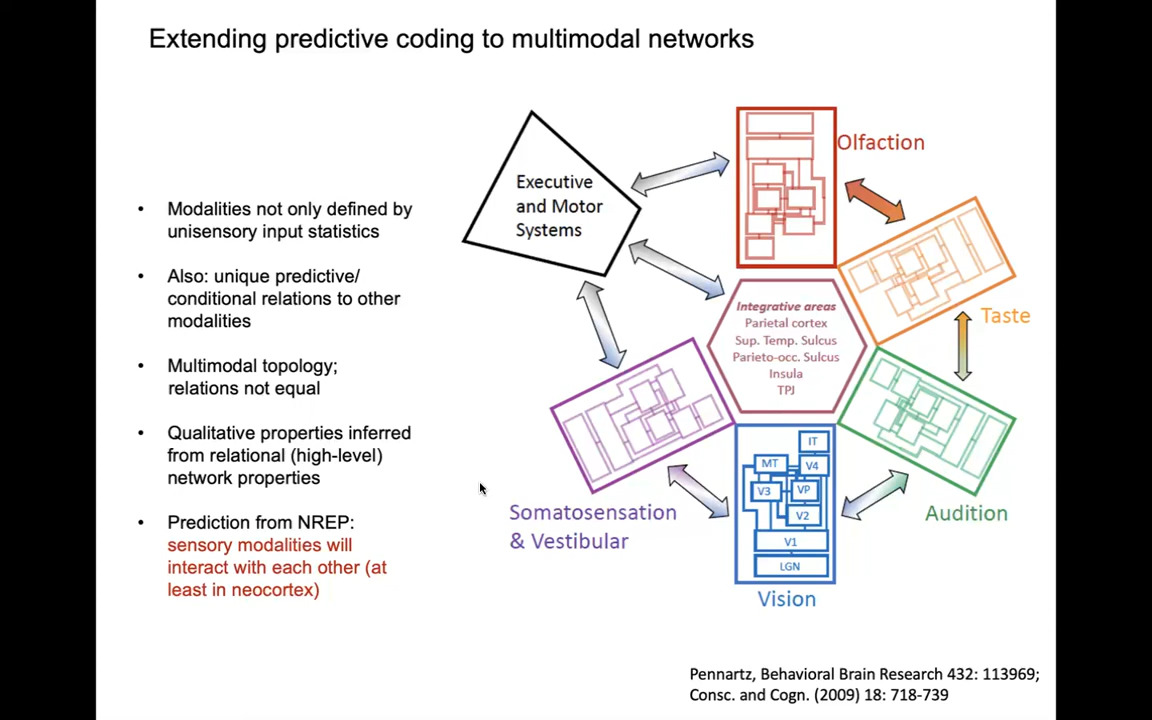 Extending predictive coding to multimodal networks
• Modalities not only defined by
unisensory input statistics
• Also: unique predictive/
conditional relations to other
modalities
• Multimodal topology;
relations not equal
• Qualitative properties inferred
from relational (high-level)
network properties
• Prediction from NREP:
sensory modalities will
interact with each other (at
least in neocortex)
Executive
and Motor
Systems
Olfaction
Taste
Integrative areas
Parietal cortex
Sup. Temp. Sulcus
Parieto-occ. Sulcus
Insula
TPJ
Somatosensation
& Vestibular
IT
MT
V4
V3
VP
V2
V1
LGN
Vision
Audition
Pennartz, Behavioral Brain Research 432: 113969;
Consc. and Cogn. (2009) 18: 718-739